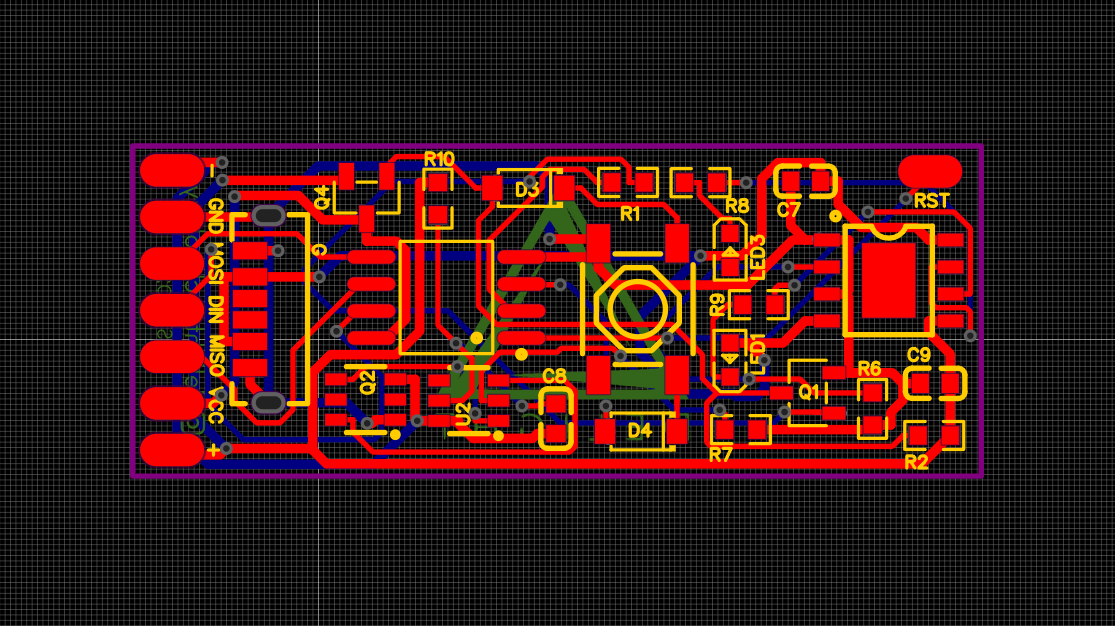 R10
D3
Q4
R1
R8
C7
RST
-
GND
MOSI
DIN
MISO
VCC
+
G
LED3
R9
LED1
Q2
U2
C8
D4
R7
Q1
R6
C9
R2